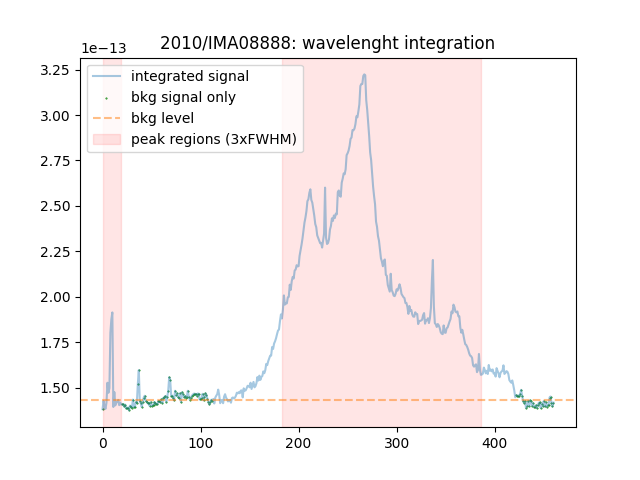 2010/IMA08888: wavelenght integration
1e−13
integrated signal
bkg signal only
bkg level
peak regions (3xFWHM)
3.25
3.00
2.75
2.50
2.25
2.00
1.75
1.50
0 100 200 300 400